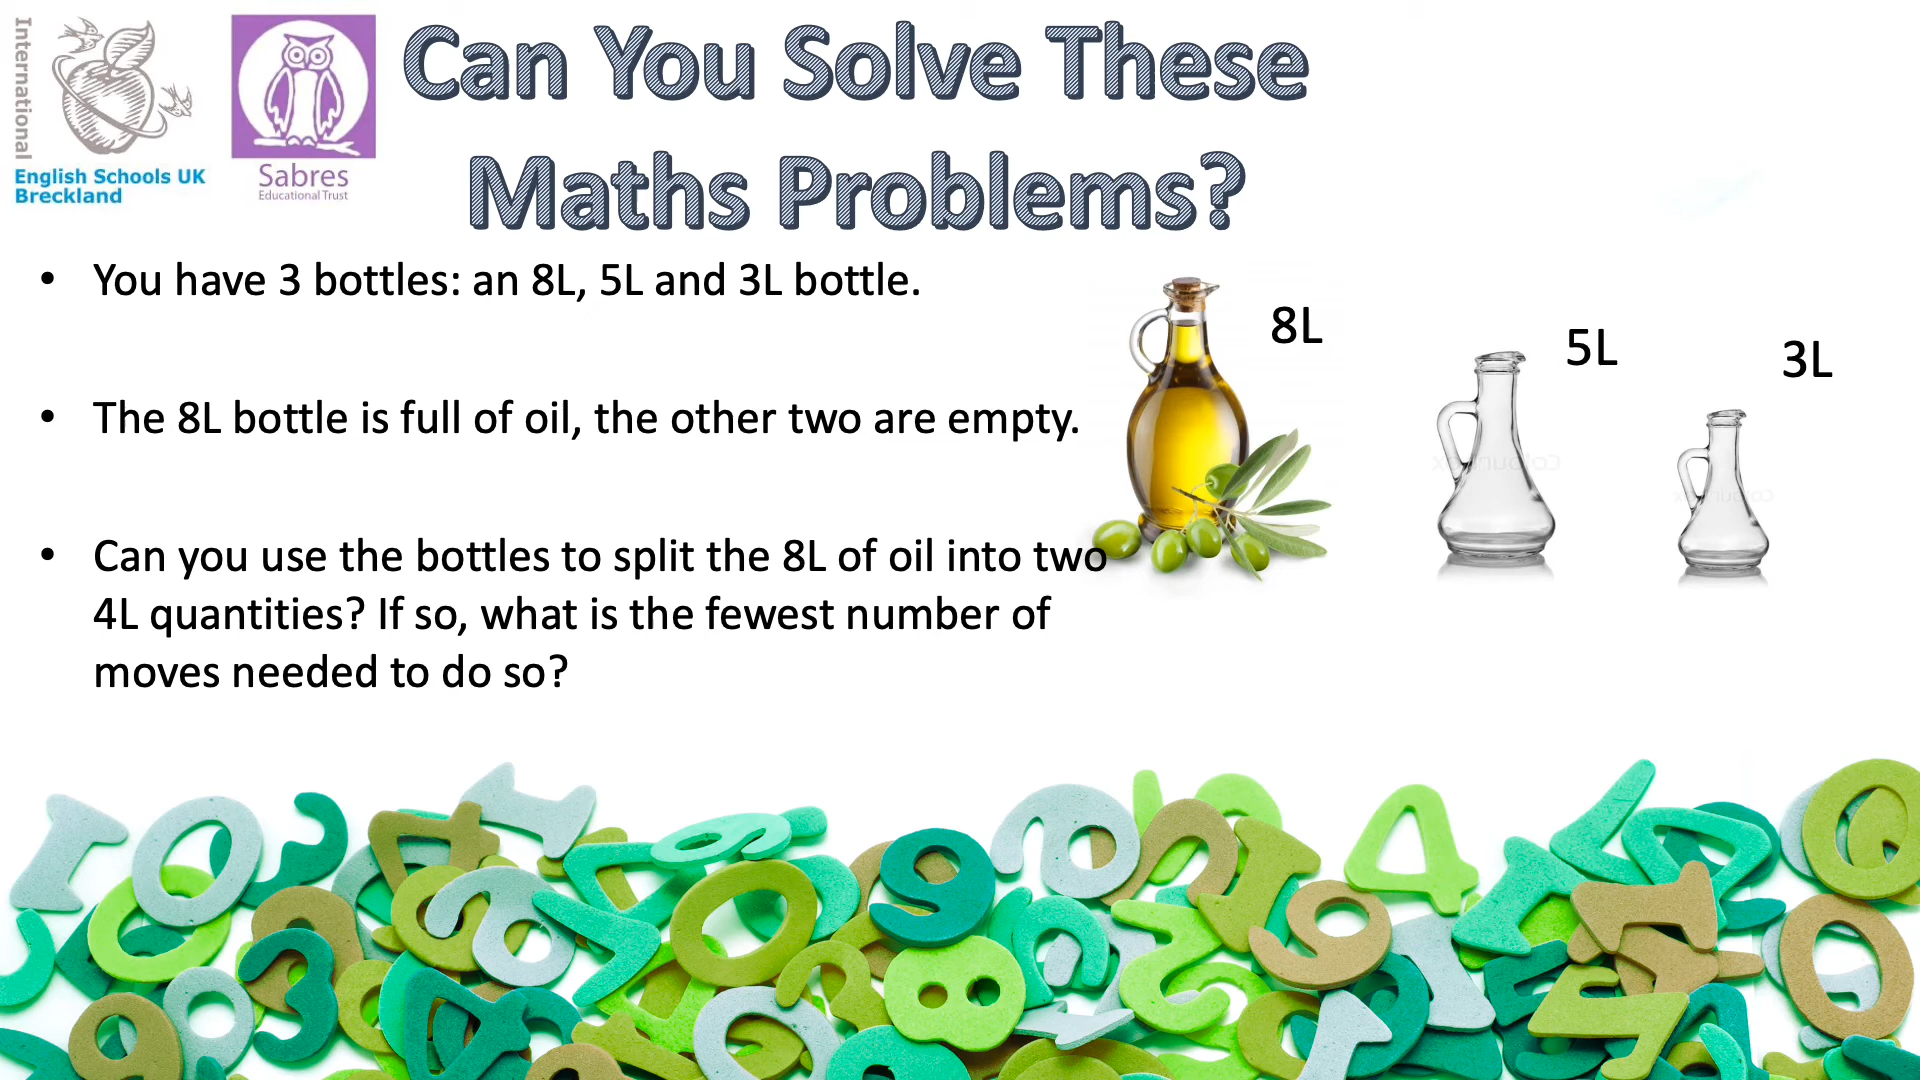 International
English Schools UK
Breckland
Sabres
Educational Trust
Can You Solve These
Maths Problems?
• You have 3 bottles: an 8L, 5L and 3L bottle.
• The 8L bottle is full of oil, the other two are empty.
• Can you use the bottles to split the 8L of oil into two
4L quantities? If so, what is the fewest number of
moves needed to do so?
8L
5L
3L